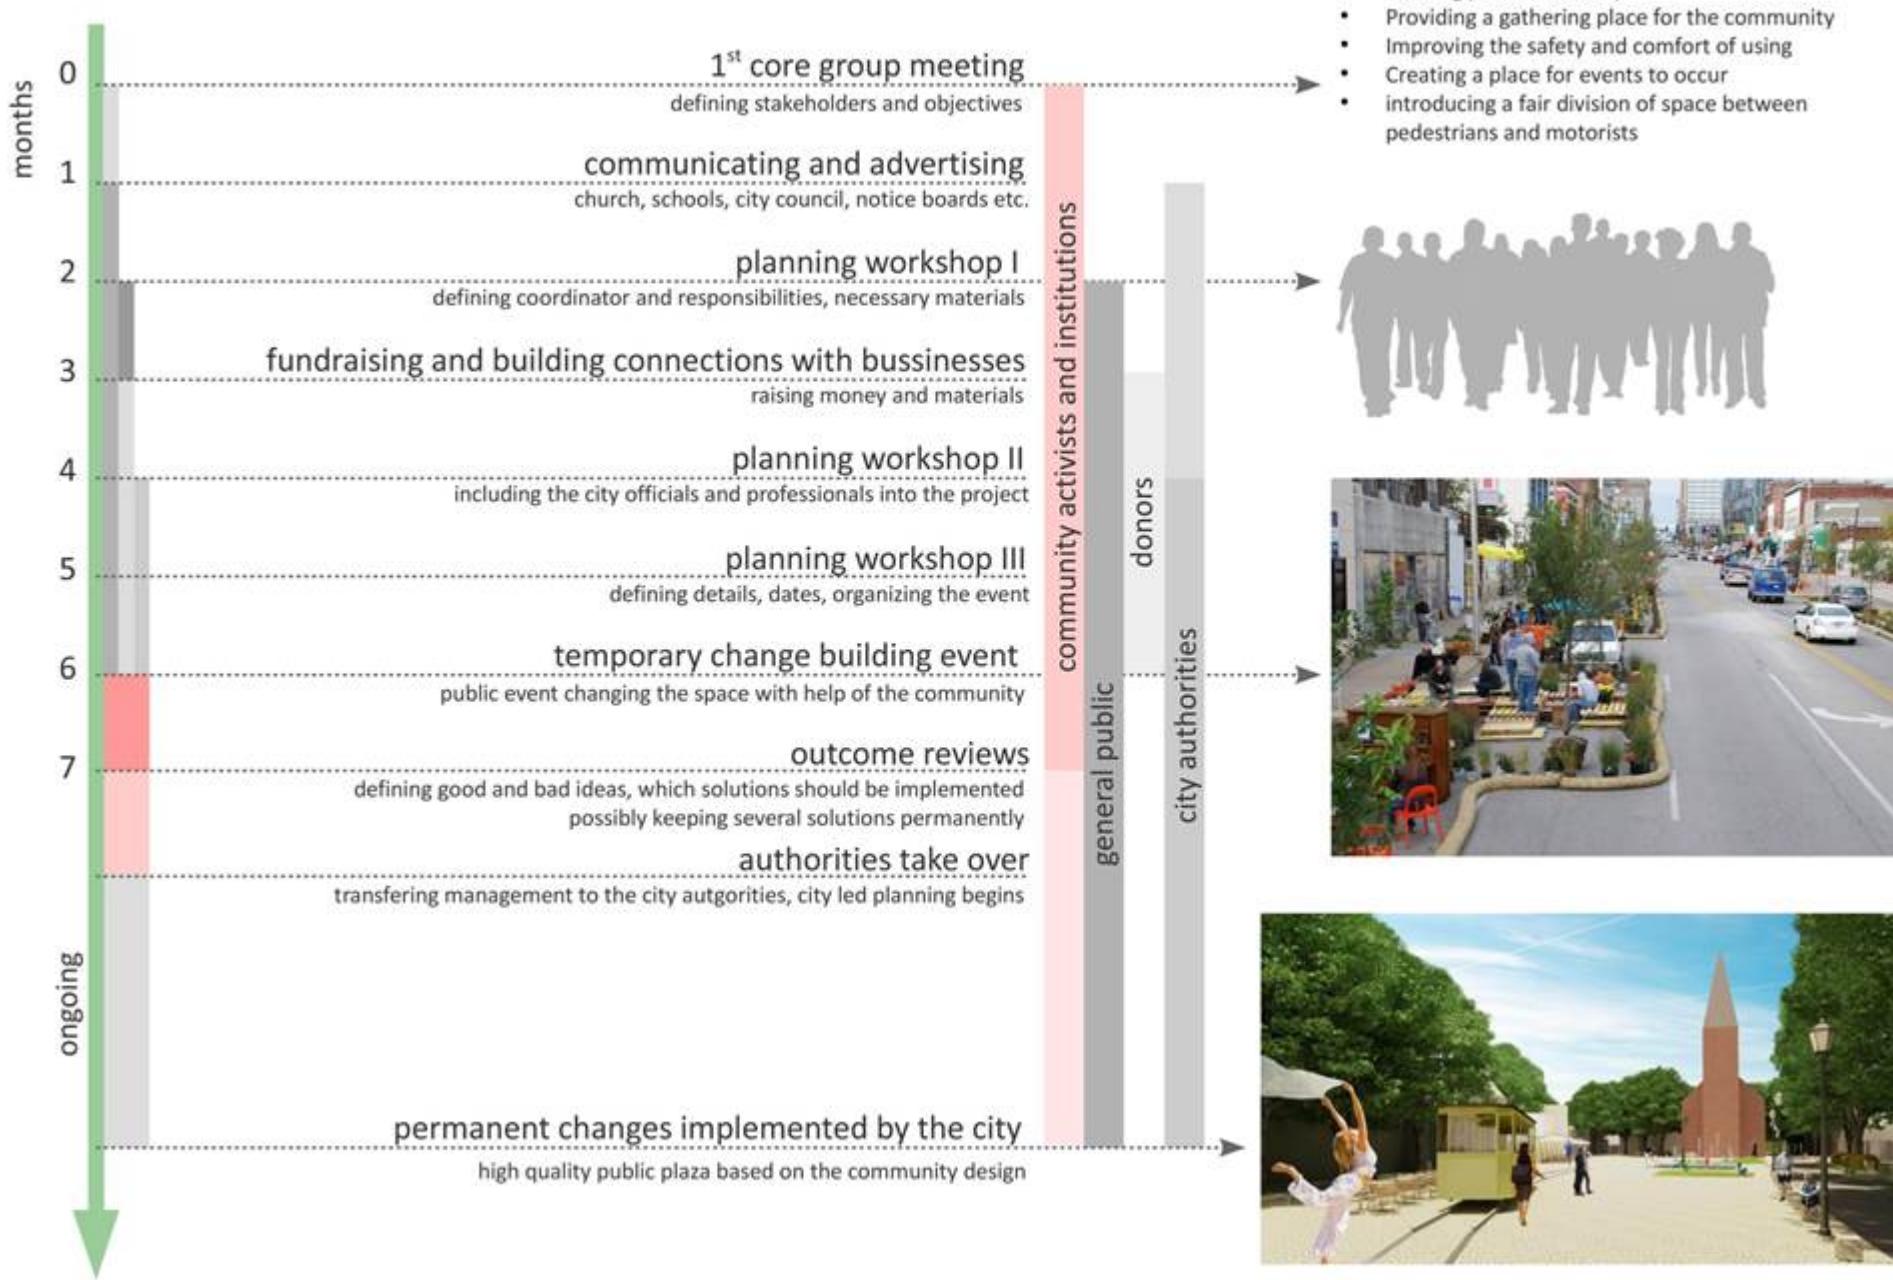 months
0
1st core group meeting
defining stakeholders and objectives
1
communicating and advertising
church, schools, city council, notice boards etc.
2
planning workshop I
defining coordinator and responsibilities, necessary materials
3
fundraising and building connections with bussinesses
raising money and materials
4
planning workshop II
including the city officials and professionals into the project
5
planning workshop III
defining details, dates, organizing the event
6
temporary change building event
public event changing the space with help of the community
7
outcome reviews
defining good and bad ideas, which solutions should be implemented
possibly keeping several solutions permanently
authorities take over
transfering management to the city autgorities, city led planning begins
ongoing
permanent changes implemented by the city
high quality public plaza based on the community design
community activists and institutions
general public
donors
city authorities
• Providing a gathering place for the community
• Improving the safety and comfort of using
• Creating a place for events to occur
• introducing a fair division of space between
pedestrians and motorists